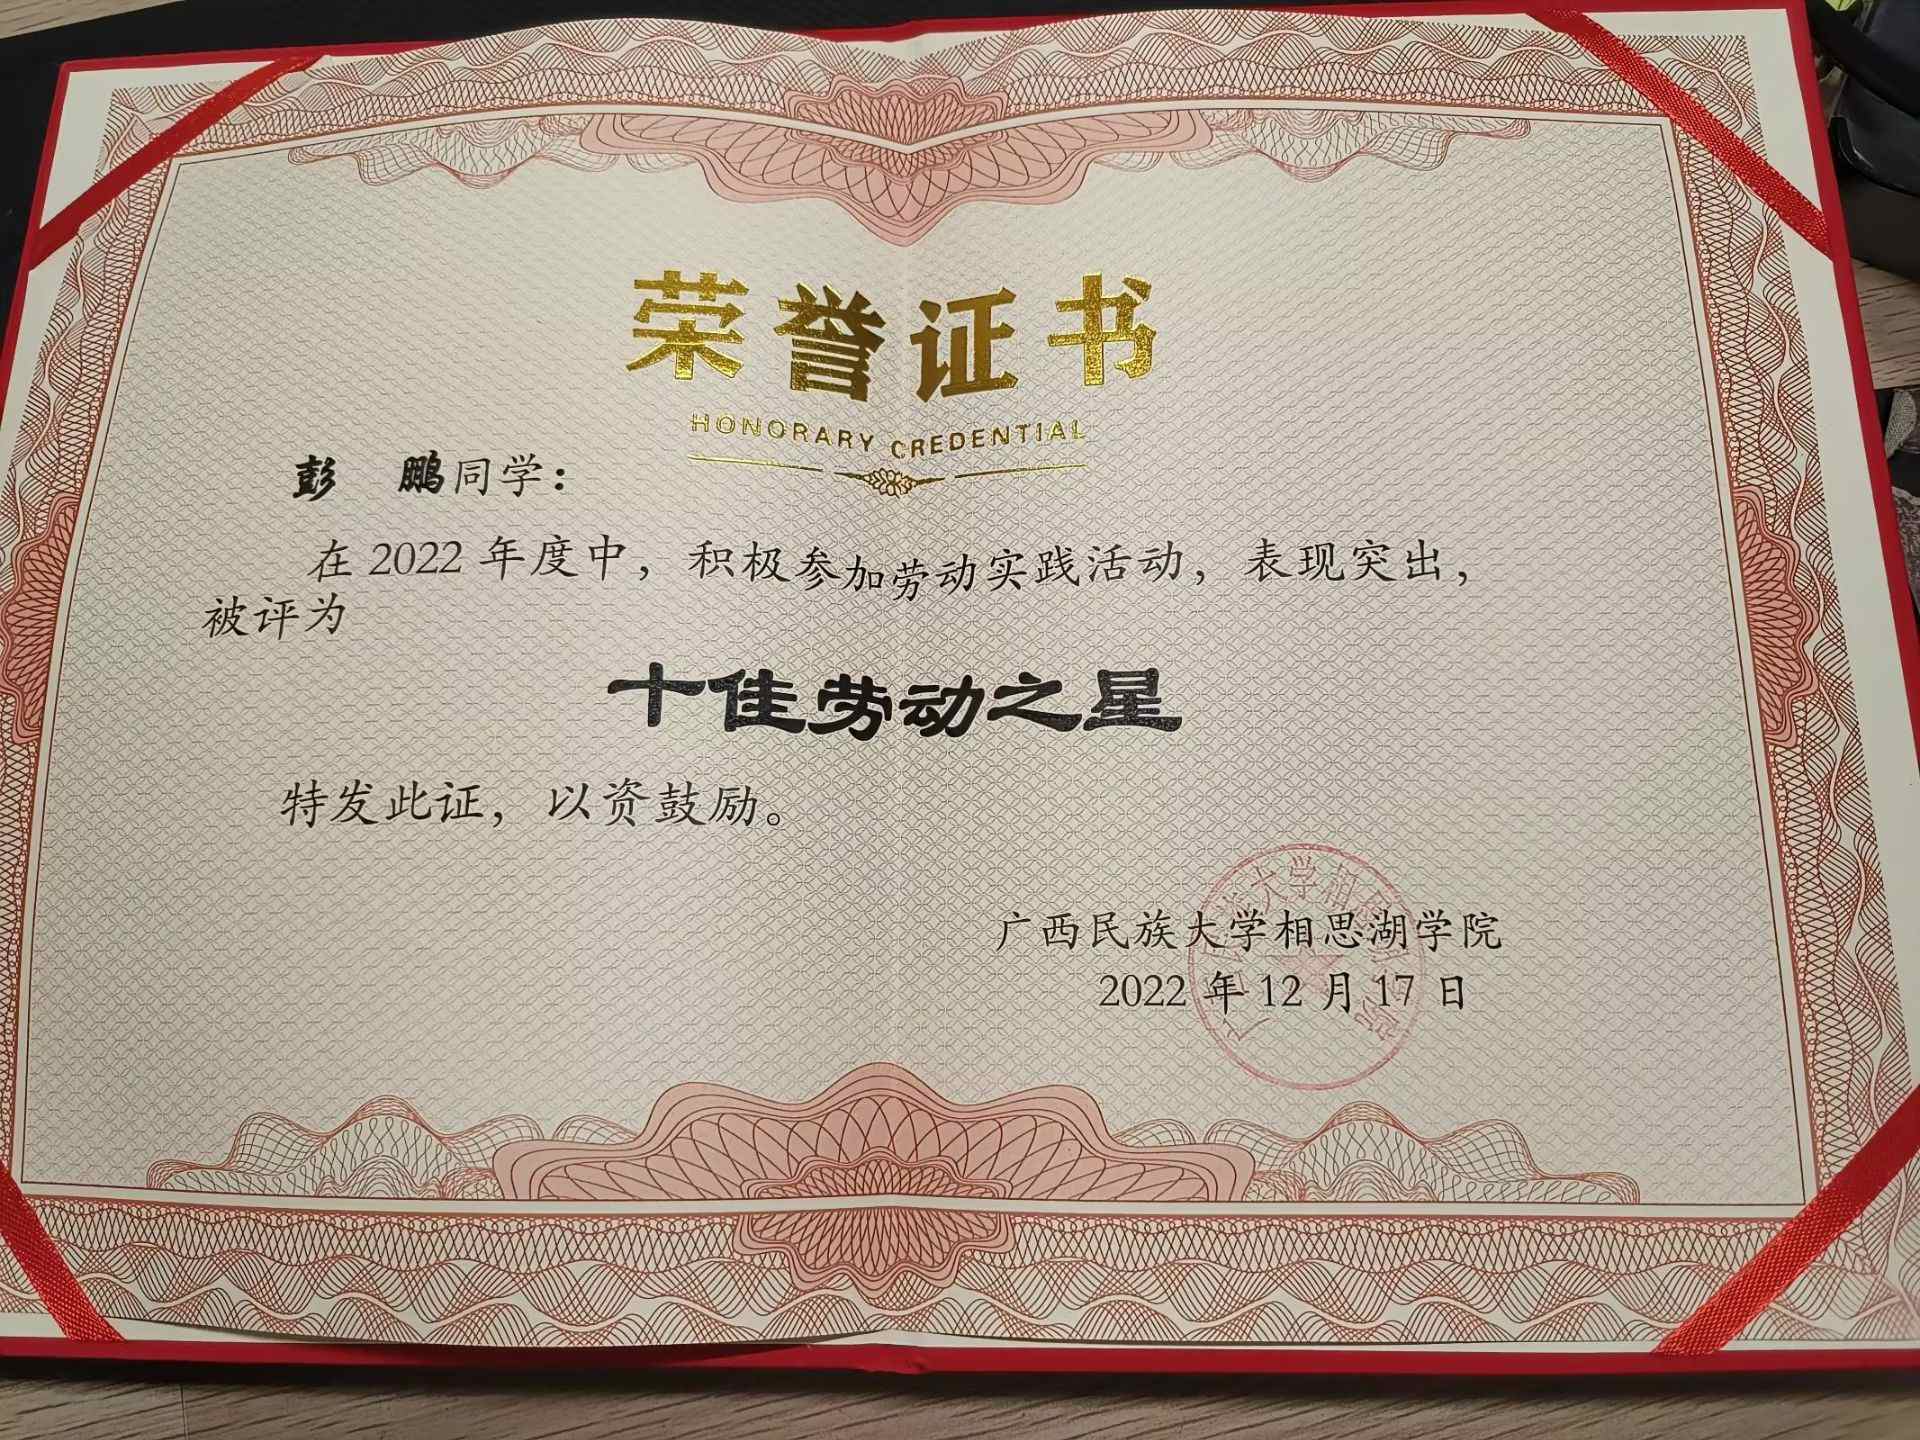 荣誉证书
HONORARY CREDENTIAL
彭 鹏同学：
在 2022 年度中，积极参加劳动实践活动，表现突出，
被评为
十佳劳动之星
特发此证，以资鼓励。
广西民族大学相思湖学院
2022 年 12 月 17 日